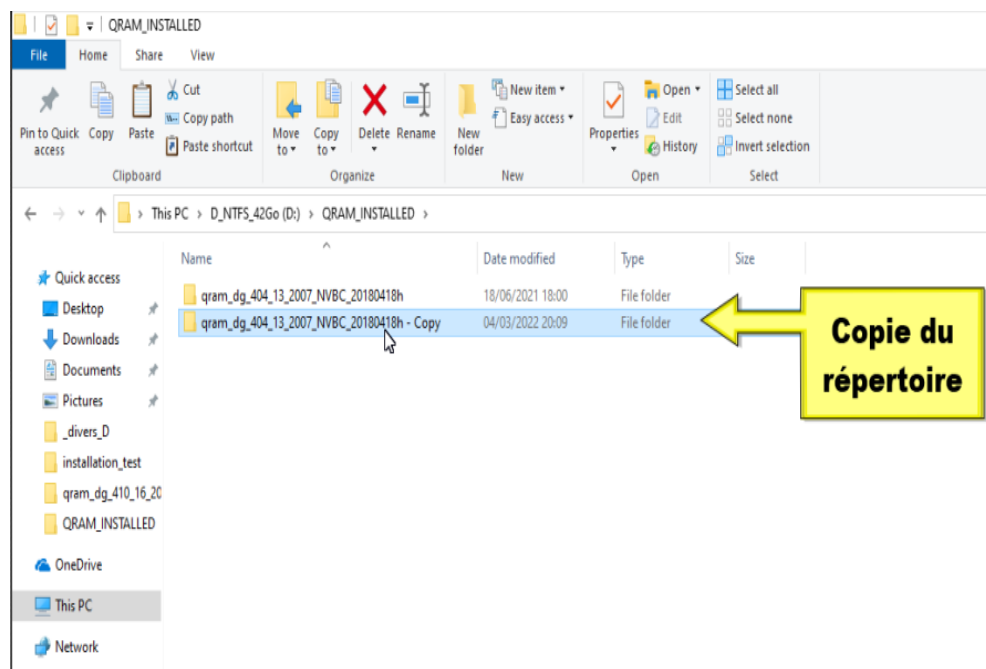 QRAM_INSTALLED
File Home Share View
Pin to Quick access
Copy
Paste
Cut
Copy path
Paste shortcut
Move to
Copy to
Delete
Rename
New folder
New item
Easy access
Properties
Open
Edit
History
Select all
Select none
Invert selection
Clipboard Organize New Open Select
This PC > D_NTFS_42Go (D:) > QRAM_INSTALLED >
Name Date modified Type Size
qram_dg_404_13_2007_NVBC_20180418h 18/06/2021 18:00 File folder
qram_dg_404_13_2007_NVBC_20180418h - Copy 04/03/2022 20:09 File folder
Quick access
Desktop
Downloads
Documents
Pictures
_divers_D
installation_test
qram_dg_410_16_20
QRAM_INSTALLED
OneDrive
This PC
Network
Copie du
répertoire